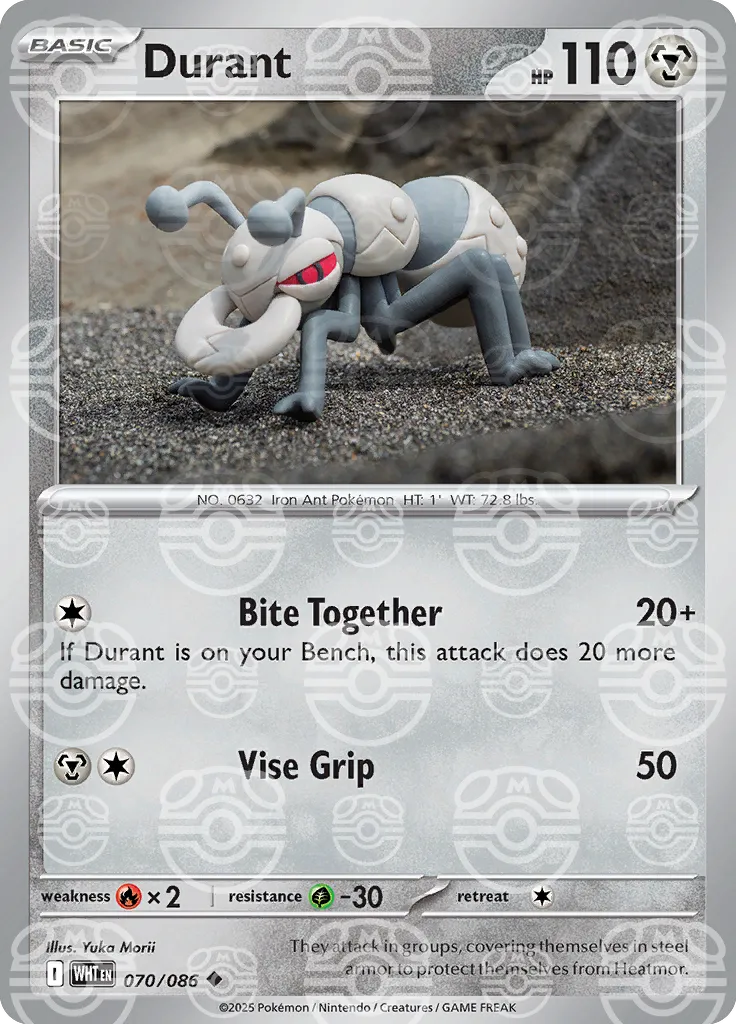 BASIC
Durant
HP 110
NO. 0632 Iron Ant Pokémon HT: 1' WT: 72.8 lbs
Bite Together 20+
If Durant is on your Bench, this attack does 20 more
damage.
Vise Grip 50
weakness ×2 resistance -30 retreat
Illus. Yuka Morii
They attack in groups, covering themselves in steel
armor to protect themselves from Heatmor.
I WHT EN 070/086
©2025 Pokémon / Nintendo / Creatures / GAME FREAK